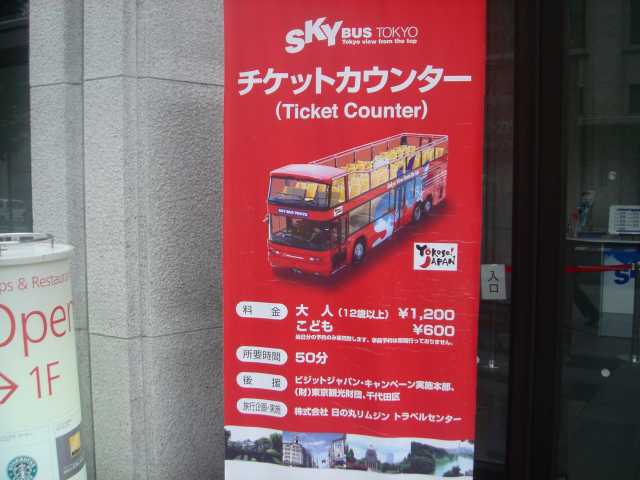 SKY BUS TOKYO
Tokyo view from the top
チケットカウンター
(Ticket Counter)
SKY BUS TOKYO
YOKOSO! JAPAN
料金 大人 (12歳以上) ¥1,200
こども ¥600
所要時間 50分
後援 ビジットジャパン・キャンペーン実施本部、
(財)東京観光財団、千代田区
旅行企画・実施 株式会社 日の丸リムジン トラベルセンター
入口
ps & Restaura
Open
→ 1F